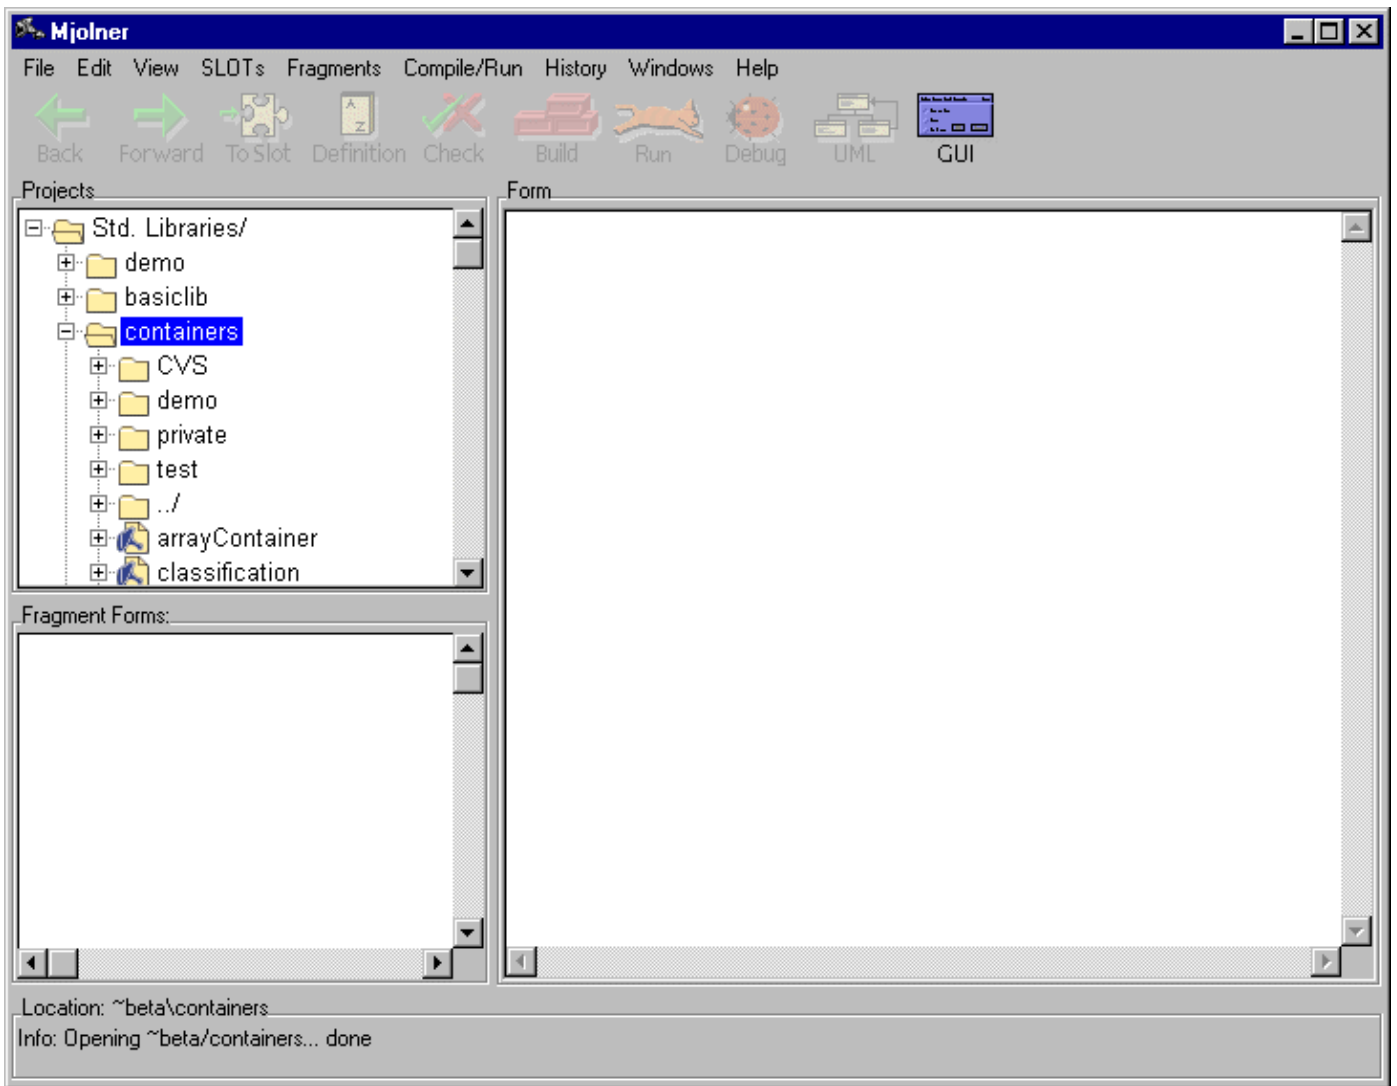 Mjolner
File Edit View SLOTs Fragments Compile/Run History Windows Help
Back Forward To Slot Definition Check Build Run Debug UML GUI
Projects
Std. Libraries/
demo
basiclib
containers
CVS
demo
private
test
../
arrayContainer
classification
Form
Fragment Forms:
Location: ~beta\containers
Info: Opening ~beta/containers... done